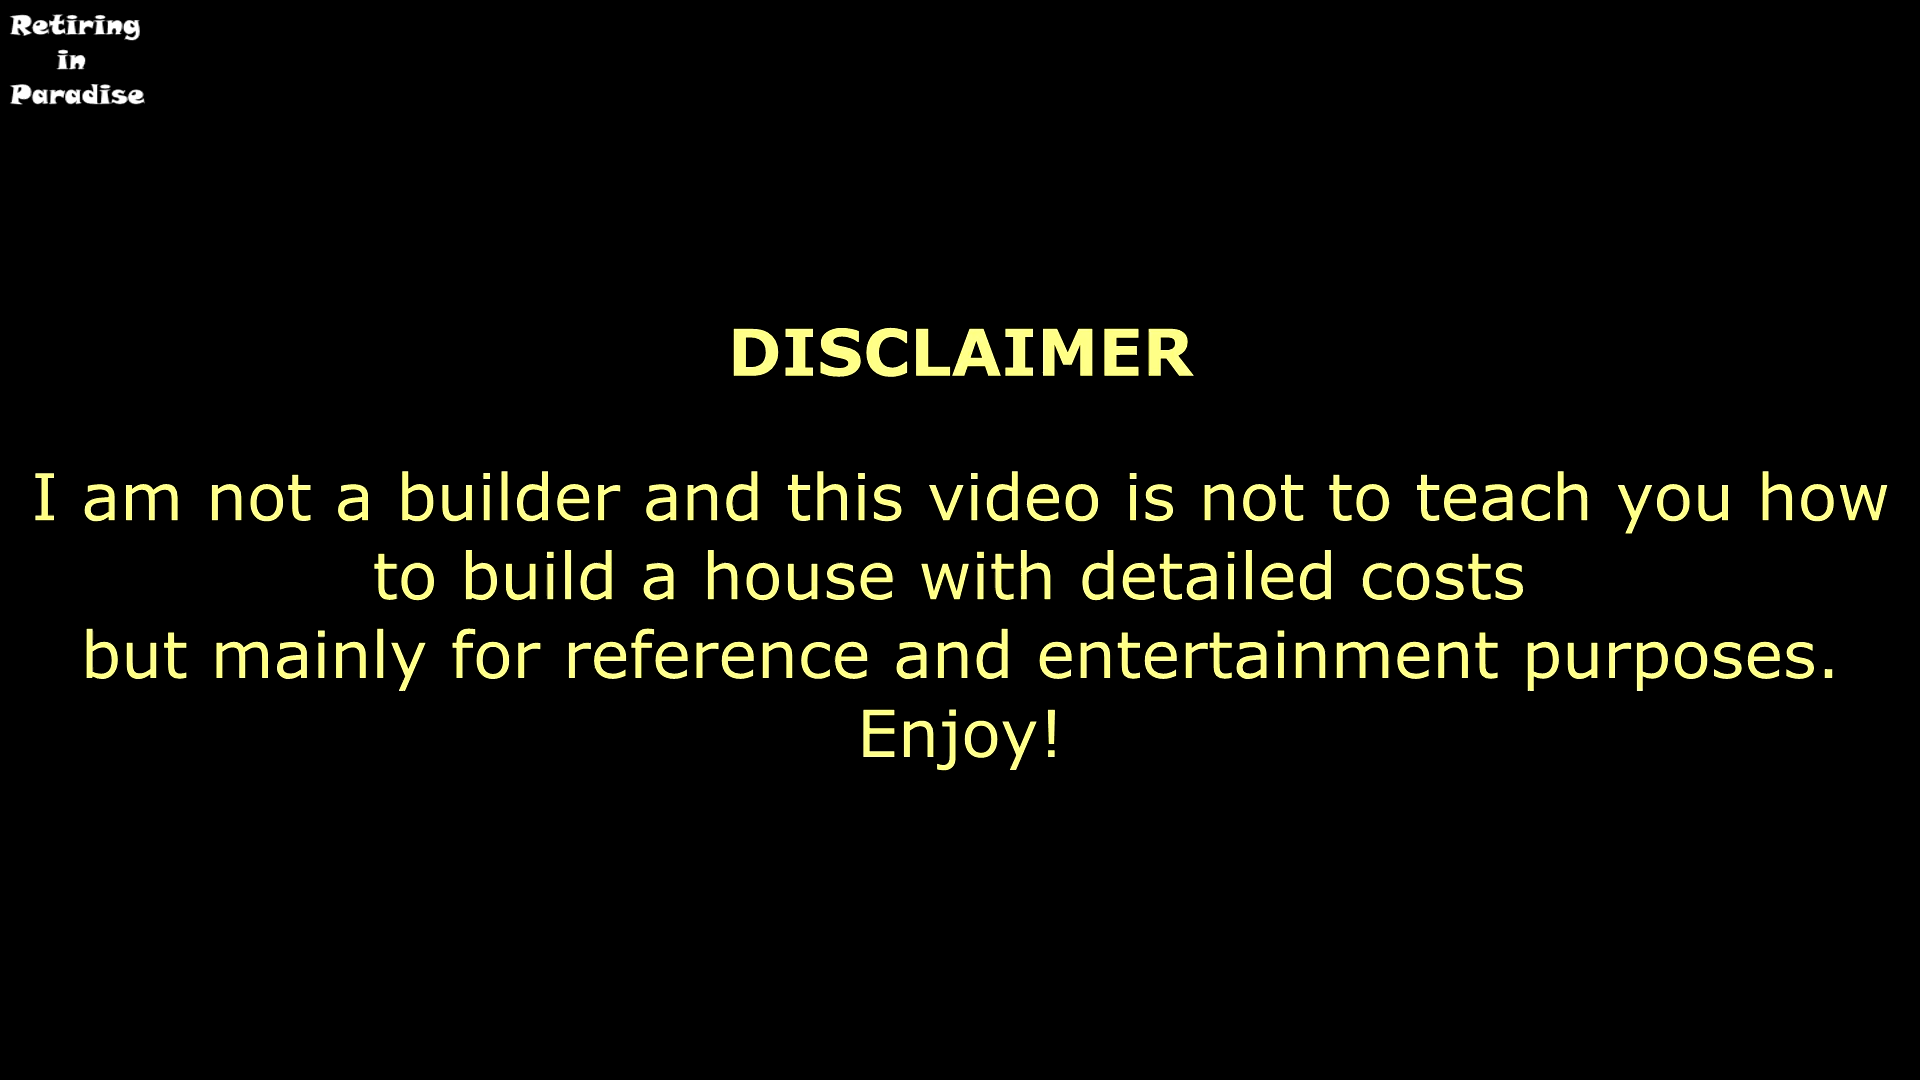 Retiring
in
Paradise
DISCLAIMER
I am not a builder and this video is not to teach you how
to build a house with detailed costs
but mainly for reference and entertainment purposes.
Enjoy!